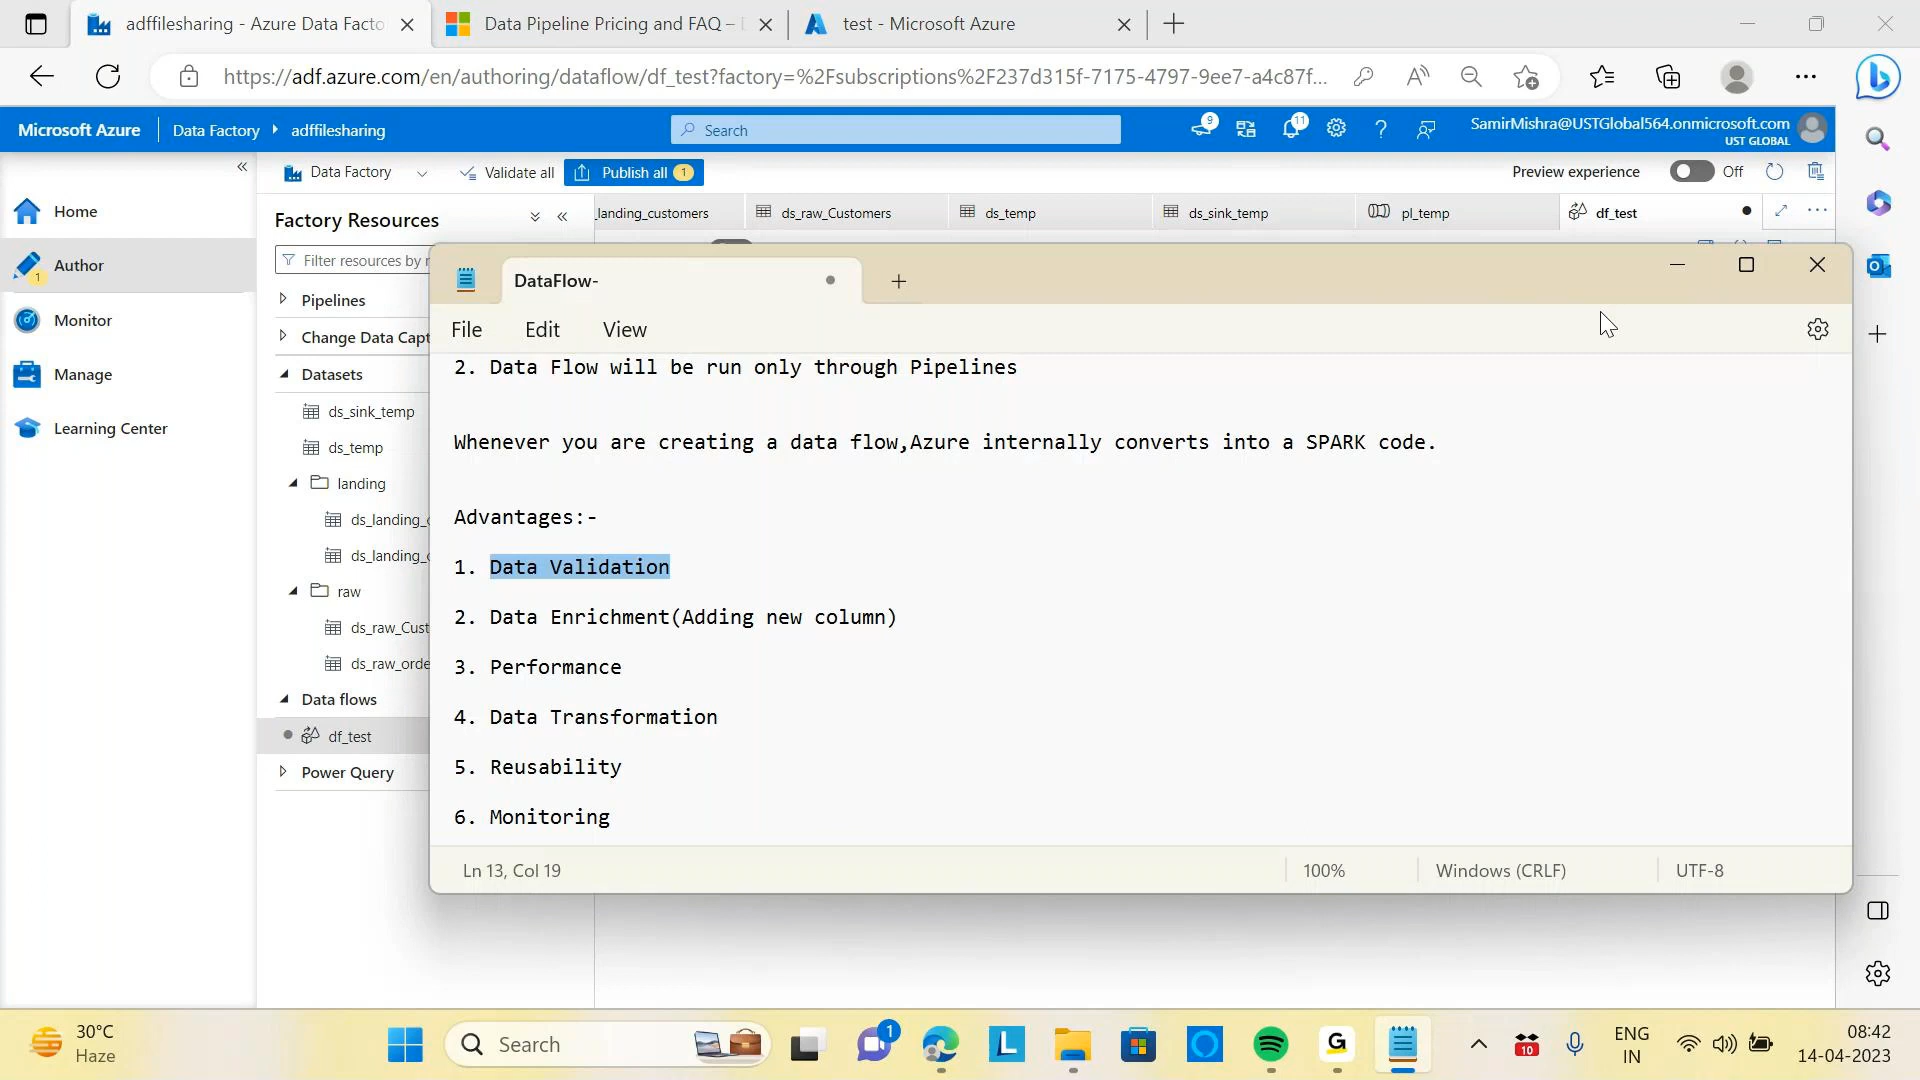 adffilesharing - Azure Data Facto
Data Pipeline Pricing and FAQ –
test - Microsoft Azure
https://adf.azure.com/en/authoring/dataflow/df_test?factory=%2Fsubscriptions%2F237d315f-7175-4797-9ee7-a4c87f...
Microsoft Azure
Data Factory
adffilesharing
Search
9
11
SamirMishra@USTGlobal564.onmicrosoft.com
UST GLOBAL
Data Factory
Validate all
Publish all
1
Preview experience
Off
Home
Author
1
Monitor
Manage
Learning Center
Factory Resources
Filter resources by
Pipelines
Change Data Capt
Datasets
ds_sink_temp
ds_temp
landing
ds_landing_
ds_landing_
raw
ds_raw_Cust
ds_raw_orde
Data flows
df_test
Power Query
_landing_customers
ds_raw_Customers
ds_temp
ds_sink_temp
pl_temp
df_test
DataFlow-
File
Edit
View
2. Data Flow will be run only through Pipelines
Whenever you are creating a data flow,Azure internally converts into a SPARK code.
Advantages:-
1. Data Validation
2. Data Enrichment(Adding new column)
3. Performance
4. Data Transformation
5. Reusability
6. Monitoring
Ln 13, Col 19
100%
Windows (CRLF)
UTF-8
30°C
Haze
Search
1
10
ENG
IN
08:42
14-04-2023